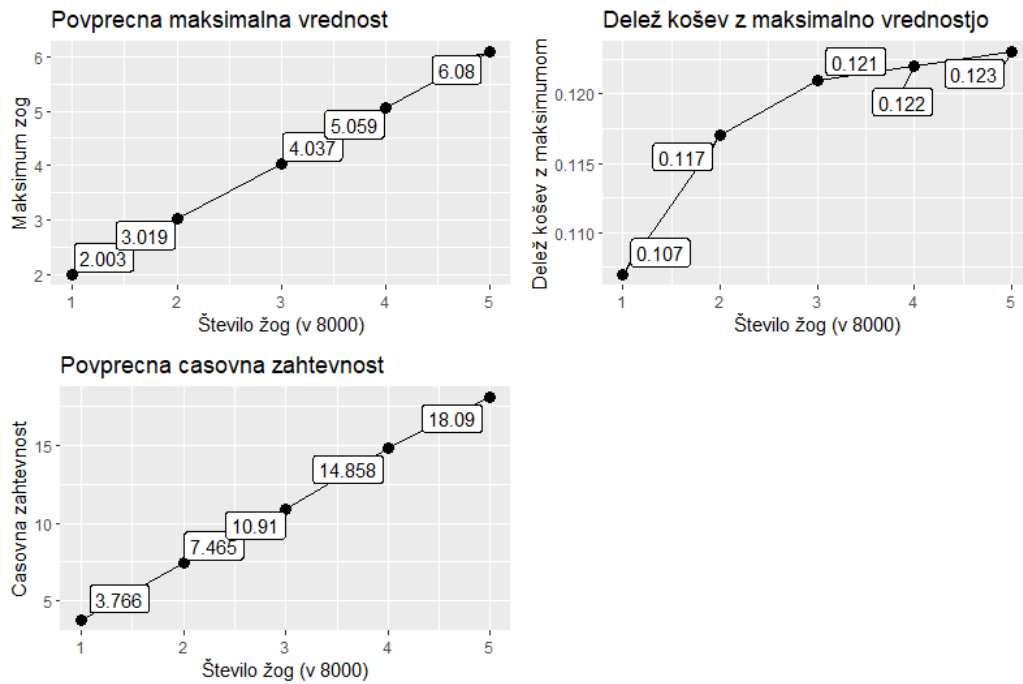 Povprecna maksimalna vrednost
Maksimum zog
6
5
4
3
2
2.003
3.019
4.037
5.059
6.08
1 2 3 4 5
Število žog (v 8000)
Delež košev z maksimalno vrednostjo
Delež košev z maksimumom
0.120
0.115
0.110
0.107
0.117
0.121
0.122
0.123
1 2 3 4 5
Število žog (v 8000)
Povprecna casovna zahtevnost
Casovna zahtevnost
15
10
5
3.766
7.465
10.91
14.858
18.09
1 2 3 4 5
Število žog (v 8000)